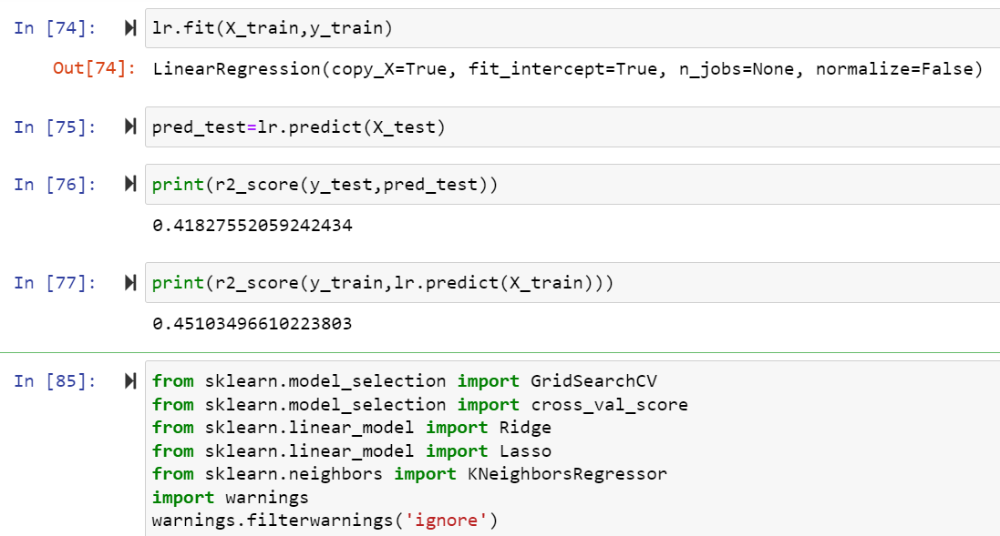 In [74]: lr.fit(X_train,y_train)
Out[74]: LinearRegression(copy_X=True, fit_intercept=True, n_jobs=None, normalize=False)
In [75]: pred_test=lr.predict(X_test)
In [76]: print(r2_score(y_test,pred_test))
0.41827552059242434
In [77]: print(r2_score(y_train,lr.predict(X_train)))
0.45103496610223803
In [85]: from sklearn.model_selection import GridSearchCV
from sklearn.model_selection import cross_val_score
from sklearn.linear_model import Ridge
from sklearn.linear_model import Lasso
from sklearn.neighbors import KNeighborsRegressor
import warnings
warnings.filterwarnings('ignore')